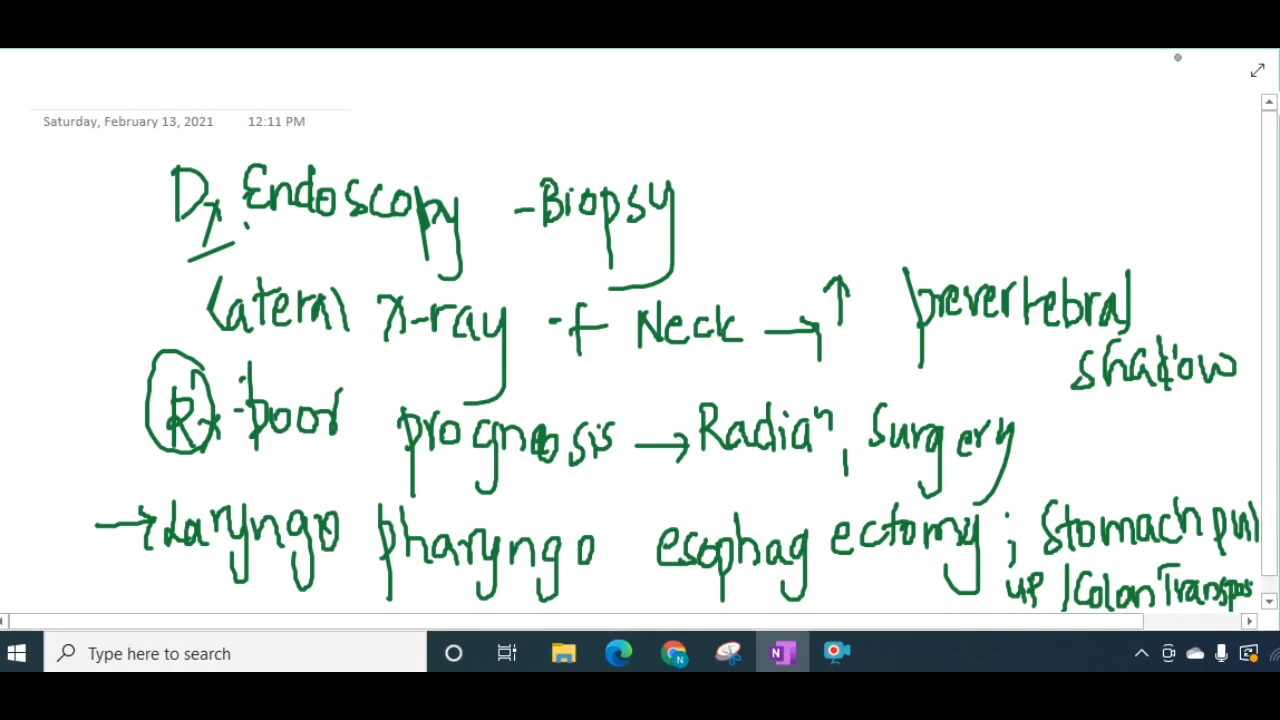 Saturday, February 13, 2021 12:11 PM
Dx. Endoscopy - Biopsy
Lateral X-ray of Neck → ↑ prevertebral
shadow
Rx - poor prognosis → Radiaⁿ, Surgery
→ Laryngo pharyngo esophagectomy ; Stomach pull
up / Colon Transpos
Type here to search